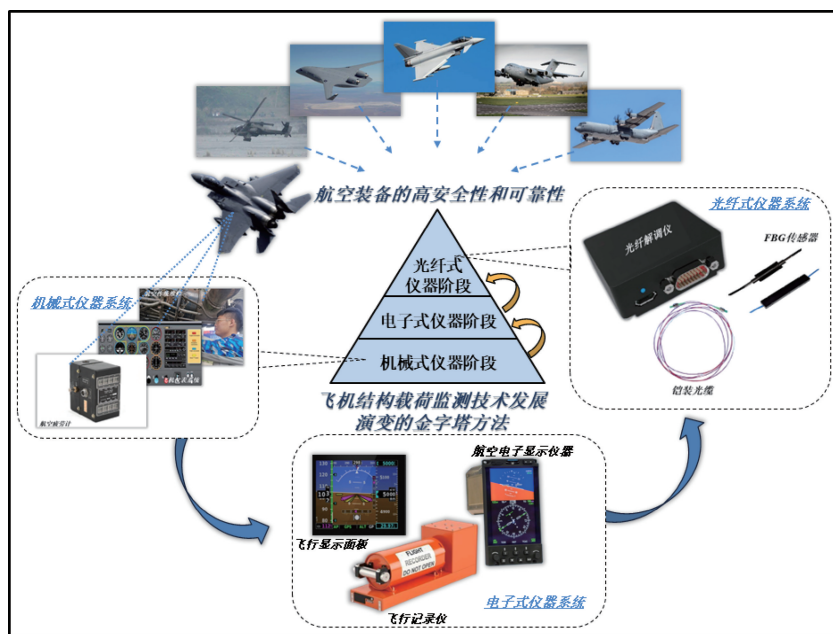 航空装备的高安全性和可靠性
光纤式仪器系统
光纤解调仪
FBG传感器
铠装光缆
光纤式
仪器阶段
电子式仪器阶段
机械式仪器阶段
机械式仪器系统
飞机结构载荷监测技术发展
演变的金字塔方法
航空电子显示仪器
飞行显示面板
FLIGHT
RECORDER
DO NOT OPEN
飞行记录仪
电子式仪器系统